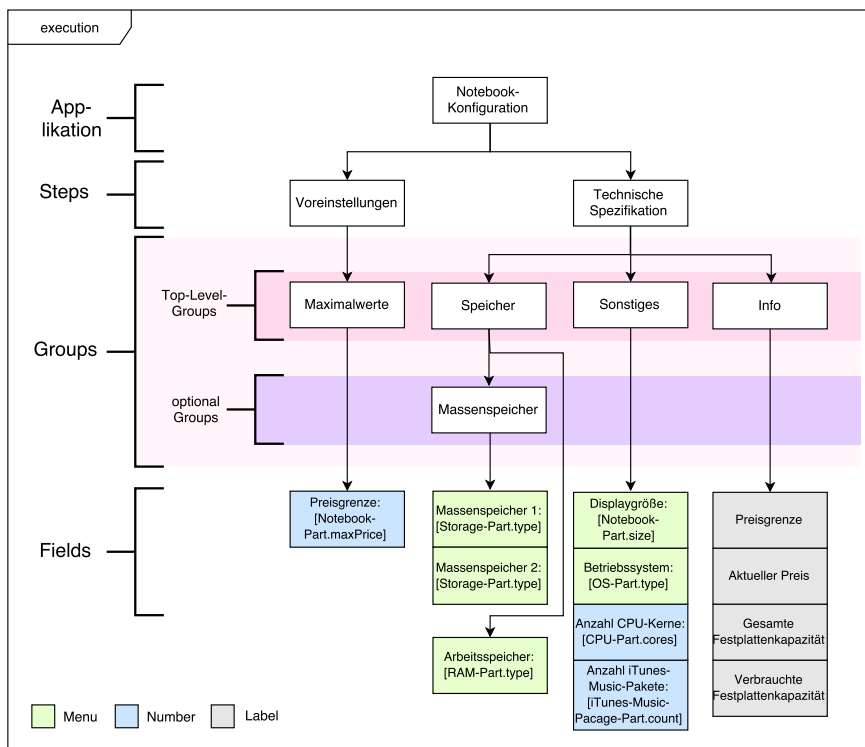 execution
App-
likation
Notebook-
Konfiguration
Steps
Voreinstellungen
Technische
Spezifikation
Groups
Top-Level-
Groups
Maximalwerte
Speicher
Sonstiges
Info
optional
Groups
Massenspeicher
Fields
Preisgrenze:
[Notebook-
Part.maxPrice]
Massenspeicher 1:
[Storage-Part.type]
Massenspeicher 2:
[Storage-Part.type]
Arbeitsspeicher:
[RAM-Part.type]
Displaygröße:
[Notebook-
Part.size]
Betriebssystem:
[OS-Part.type]
Anzahl CPU-Kerne:
[CPU-Part.cores]
Anzahl iTunes-
Music-Pakete:
[iTunes-Music-
Pacage-Part.count]
Preisgrenze
Aktueller Preis
Gesamte
Festplattenkapazität
Verbrauchte
Festplattenkapazität
Menu
Number
Label